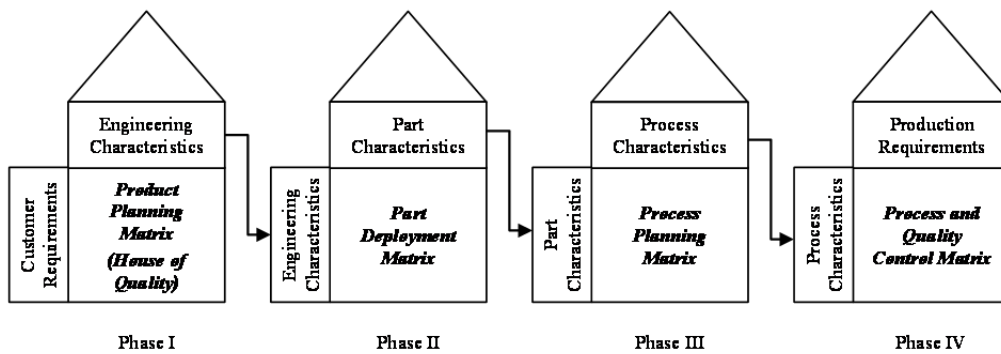 Engineering
Characteristics
Customer
Requirements
Product
Planning
Matrix
(House of
Quality)
Phase I
Part
Characteristics
Engineering
Characteristics
Part
Deployment
Matrix
Phase II
Process
Characteristics
Part
Characteristics
Process
Planning
Matrix
Phase III
Production
Requirements
Process
Characteristics
Process and
Quality
Control Matrix
Phase IV